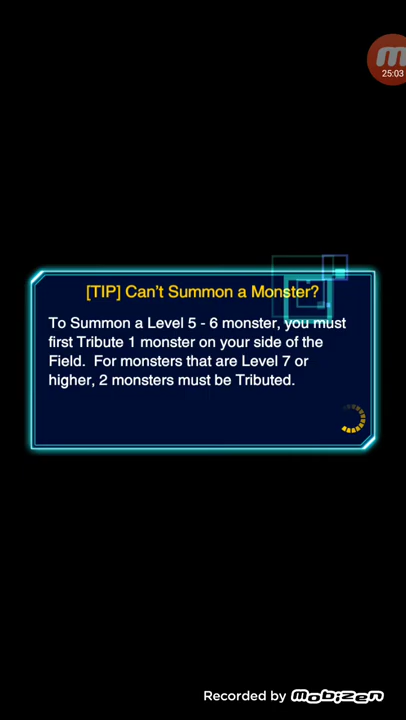 25:03
[TIP] Can't Summon a Monster?
To Summon a Level 5 - 6 monster, you must
first Tribute 1 monster on your side of the
Field.  For monsters that are Level 7 or
higher, 2 monsters must be Tributed.
Recorded by Mobizen